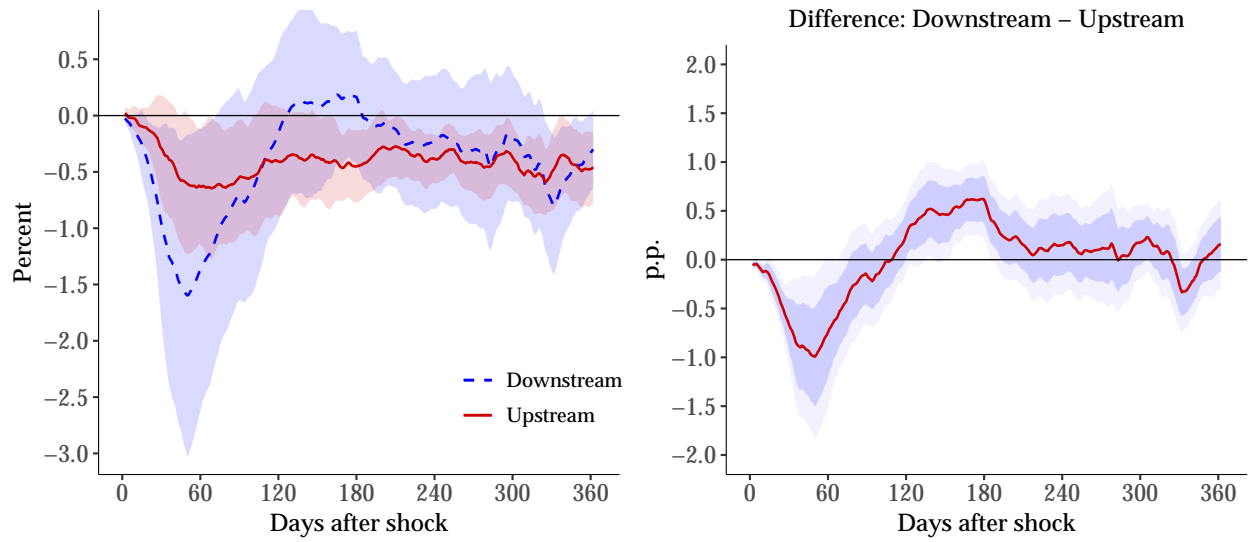 Percent
0.5
0.0
−0.5
−1.0
−1.5
−2.0
−2.5
−3.0
Downstream
Upstream
0 60 120 180 240 300 360
Days after shock
Difference: Downstream – Upstream
p.p.
2.0
1.5
1.0
0.5
0.0
−0.5
−1.0
−1.5
−2.0
0 60 120 180 240 300 360
Days after shock